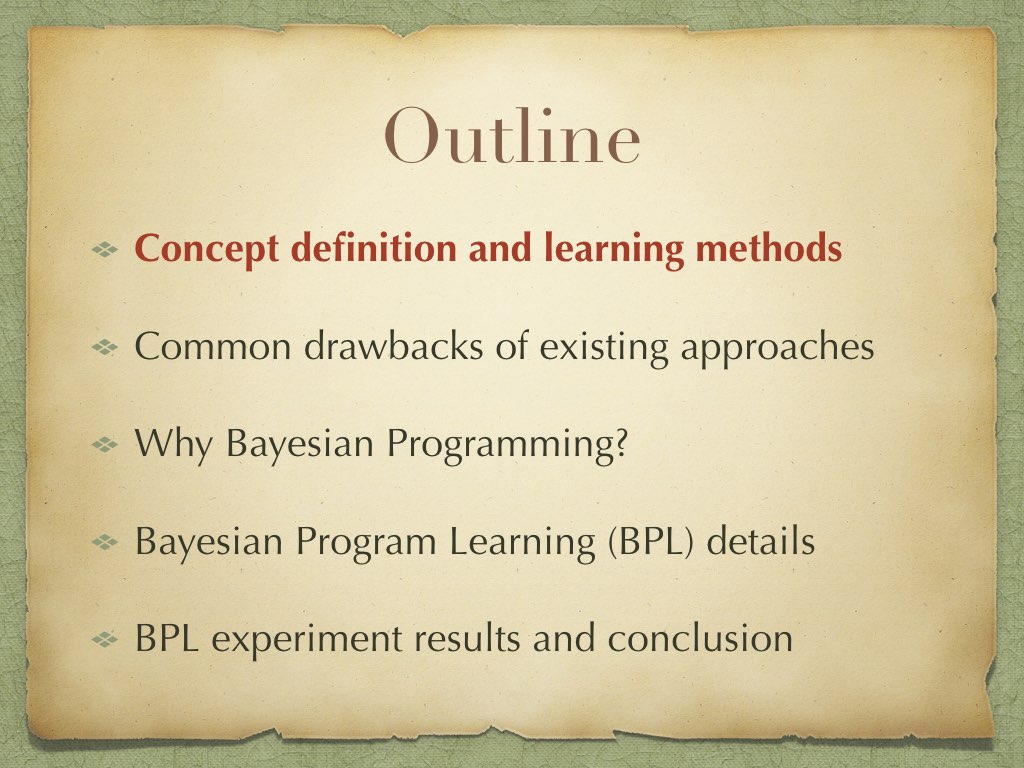 Outline
Concept definition and learning methods
Common drawbacks of existing approaches
Why Bayesian Programming?
Bayesian Program Learning (BPL) details
BPL experiment results and conclusion